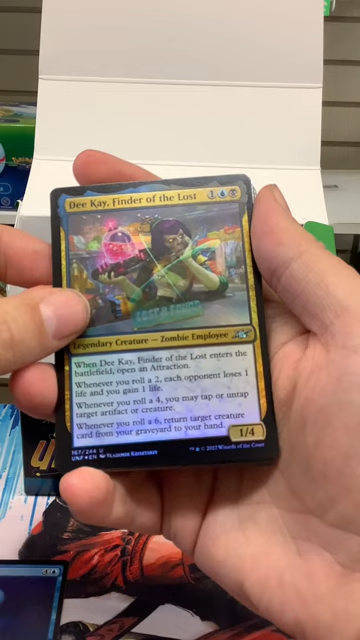 Dee Kay, Finder of the Lost 1
LOST & FOUND
Legendary Creature — Zombie Employee
When Dee Kay, Finder of the Lost enters the
battlefield, open an Attraction.
Whenever you roll a 2, each opponent loses 1
life and you gain 1 life.
Whenever you roll a 4, you may tap or untap
target artifact or creature.
Whenever you roll a 6, return target creature
card from your graveyard to your hand.
1/4
167/244 U
UNF EN
™ & © 2022 Wizards of the Coast